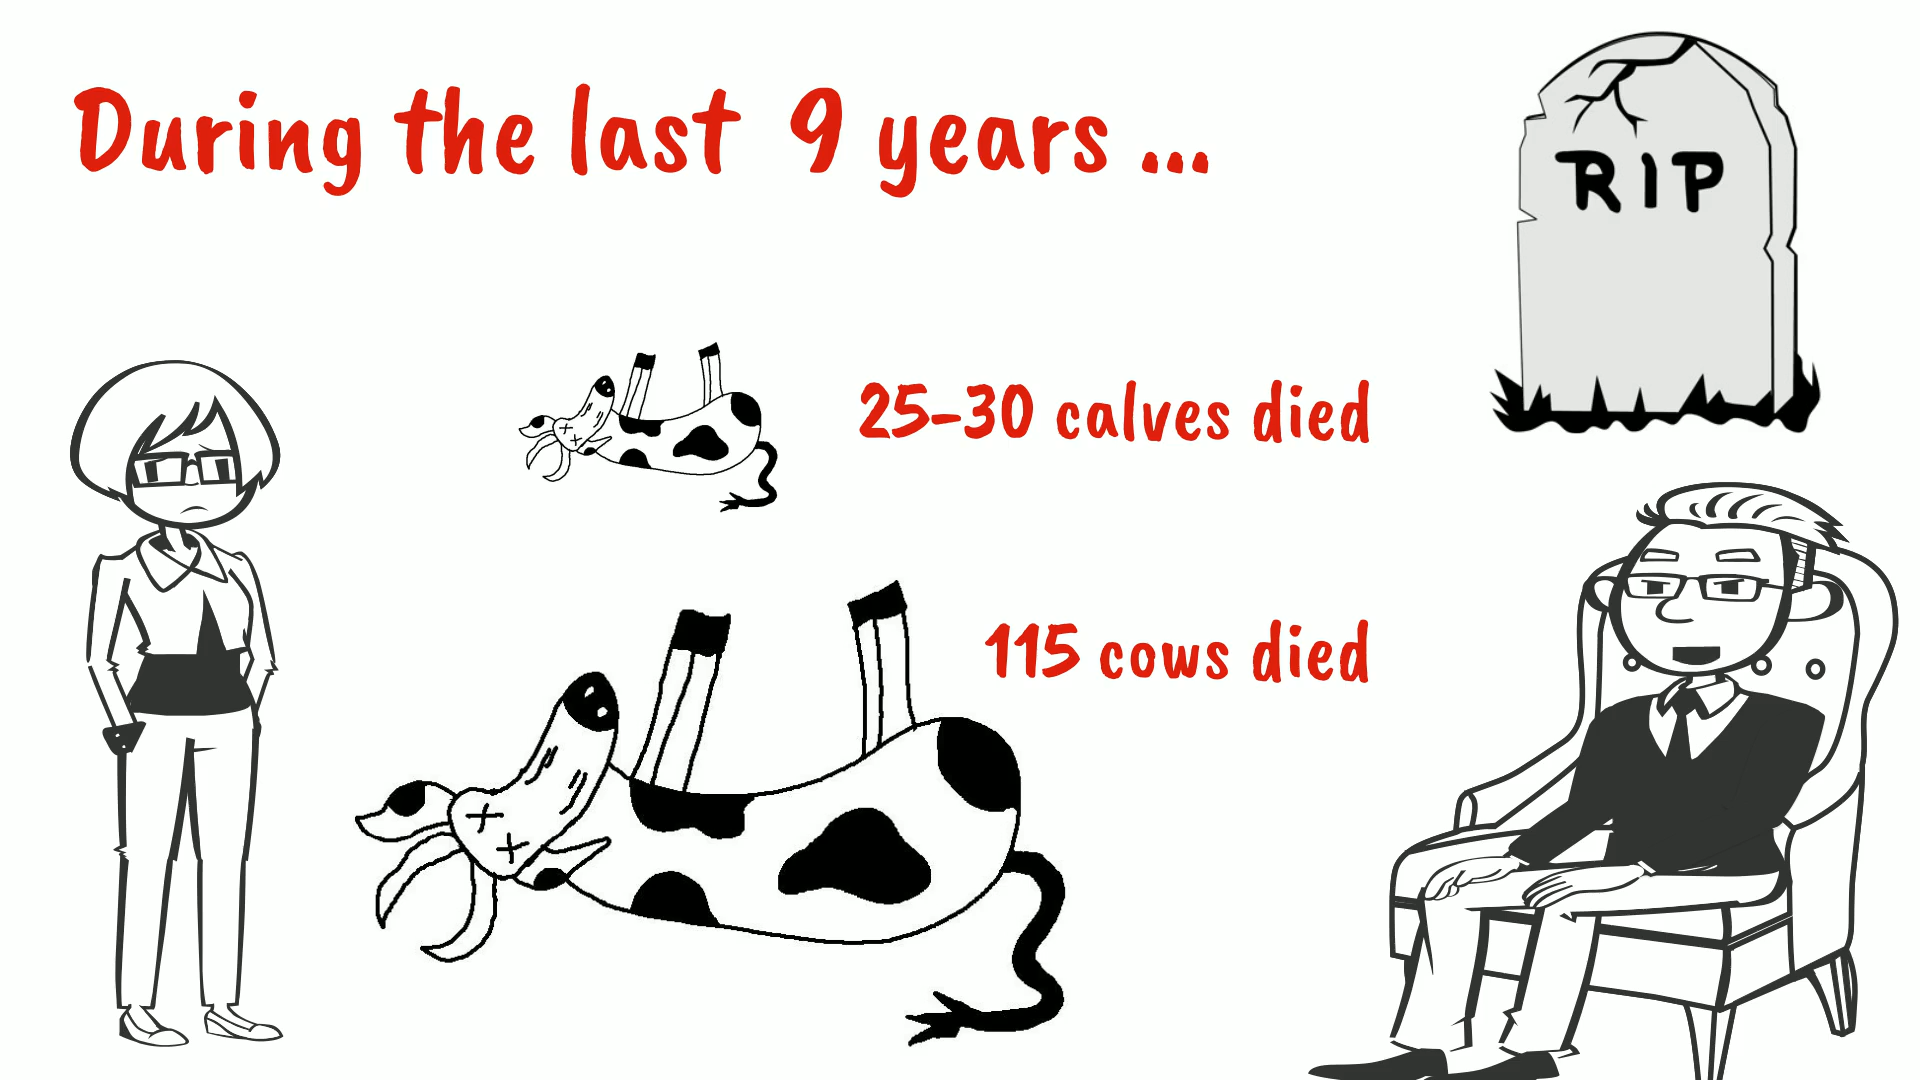 During the last 9 years ...
RIP
25-30 calves died
115 cows died